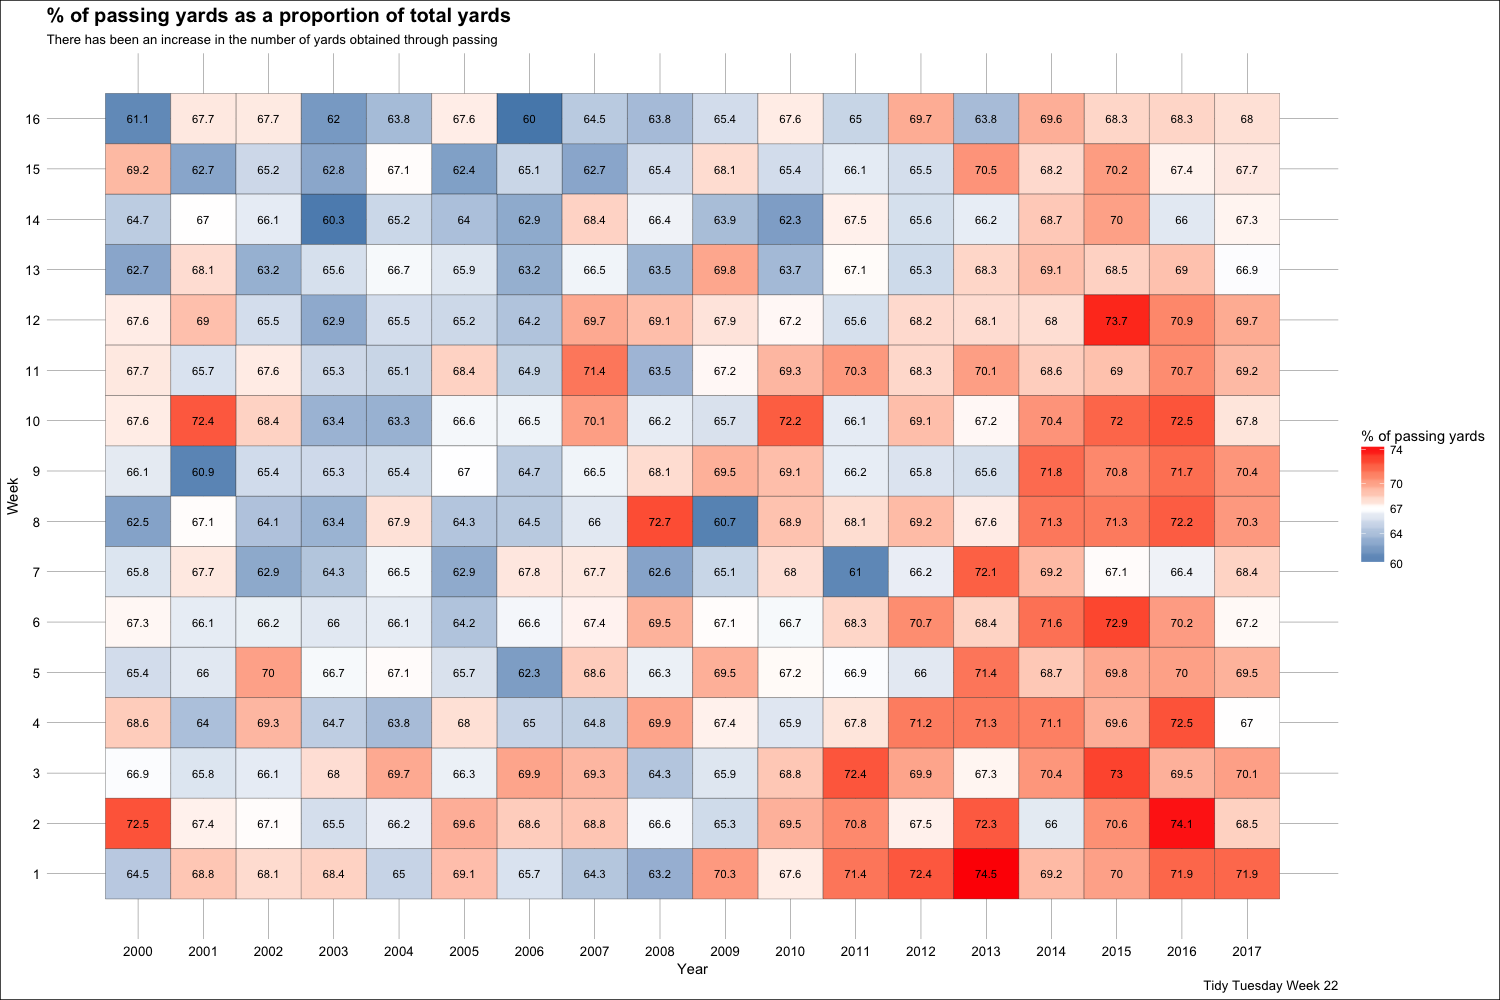 % of passing yards as a proportion of total yards
There has been an increase in the number of yards obtained through passing
16 61.1 67.7 67.7 62 63.8 67.6 60 64.5 63.8 65.4 67.6 65 69.7 63.8 69.6 68.3 68.3 68
15 69.2 62.7 65.2 62.8 67.1 62.4 65.1 62.7 65.4 68.1 65.4 66.1 65.5 70.5 68.2 70.2 67.4 67.7
14 64.7 67 66.1 60.3 65.2 64 62.9 68.4 66.4 63.9 62.3 67.5 65.6 66.2 68.7 70 66 67.3
13 62.7 68.1 63.2 65.6 66.7 65.9 63.2 66.5 63.5 69.8 63.7 67.1 65.3 68.3 69.1 68.5 69 66.9
12 67.6 69 65.5 62.9 65.5 65.2 64.2 69.7 69.1 67.9 67.2 65.6 68.2 68.1 68 73.7 70.9 69.7
11 67.7 65.7 67.6 65.3 65.1 68.4 64.9 71.4 63.5 67.2 69.3 70.3 68.3 70.1 68.6 69 70.7 69.2
10 67.6 72.4 68.4 63.4 63.3 66.6 66.5 70.1 66.2 65.7 72.2 66.1 69.1 67.2 70.4 72 72.5 67.8
9 66.1 60.9 65.4 65.3 65.4 67 64.7 66.5 68.1 69.5 69.1 66.2 65.8 65.6 71.8 70.8 71.7 70.4
8 62.5 67.1 64.1 63.4 67.9 64.3 64.5 66 72.7 60.7 68.9 68.1 69.2 67.6 71.3 71.3 72.2 70.3
7 65.8 67.7 62.9 64.3 66.5 62.9 67.8 67.7 62.6 65.1 68 61 66.2 72.1 69.2 67.1 66.4 68.4
6 67.3 66.1 66.2 66 66.1 64.2 66.6 67.4 69.5 67.1 66.7 68.3 70.7 68.4 71.6 72.9 70.2 67.2
5 65.4 66 70 66.7 67.1 65.7 62.3 68.6 66.3 69.5 67.2 66.9 66 71.4 68.7 69.8 70 69.5
4 68.6 64 69.3 64.7 63.8 68 65 64.8 69.9 67.4 65.9 67.8 71.2 71.3 71.1 69.6 72.5 67
3 66.9 65.8 66.1 68 69.7 66.3 69.9 69.3 64.3 65.9 68.8 72.4 69.9 67.3 70.4 73 69.5 70.1
2 72.5 67.4 67.1 65.5 66.2 69.6 68.6 68.8 66.6 65.3 69.5 70.8 67.5 72.3 66 70.6 74.1 68.5
1 64.5 68.8 68.1 68.4 65 69.1 65.7 64.3 63.2 70.3 67.6 71.4 72.4 74.5 69.2 70 71.9 71.9
2000 2001 2002 2003 2004 2005 2006 2007 2008 2009 2010 2011 2012 2013 2014 2015 2016 2017
Year
Week
% of passing yards
74
70
67
64
60
Tidy Tuesday Week 22